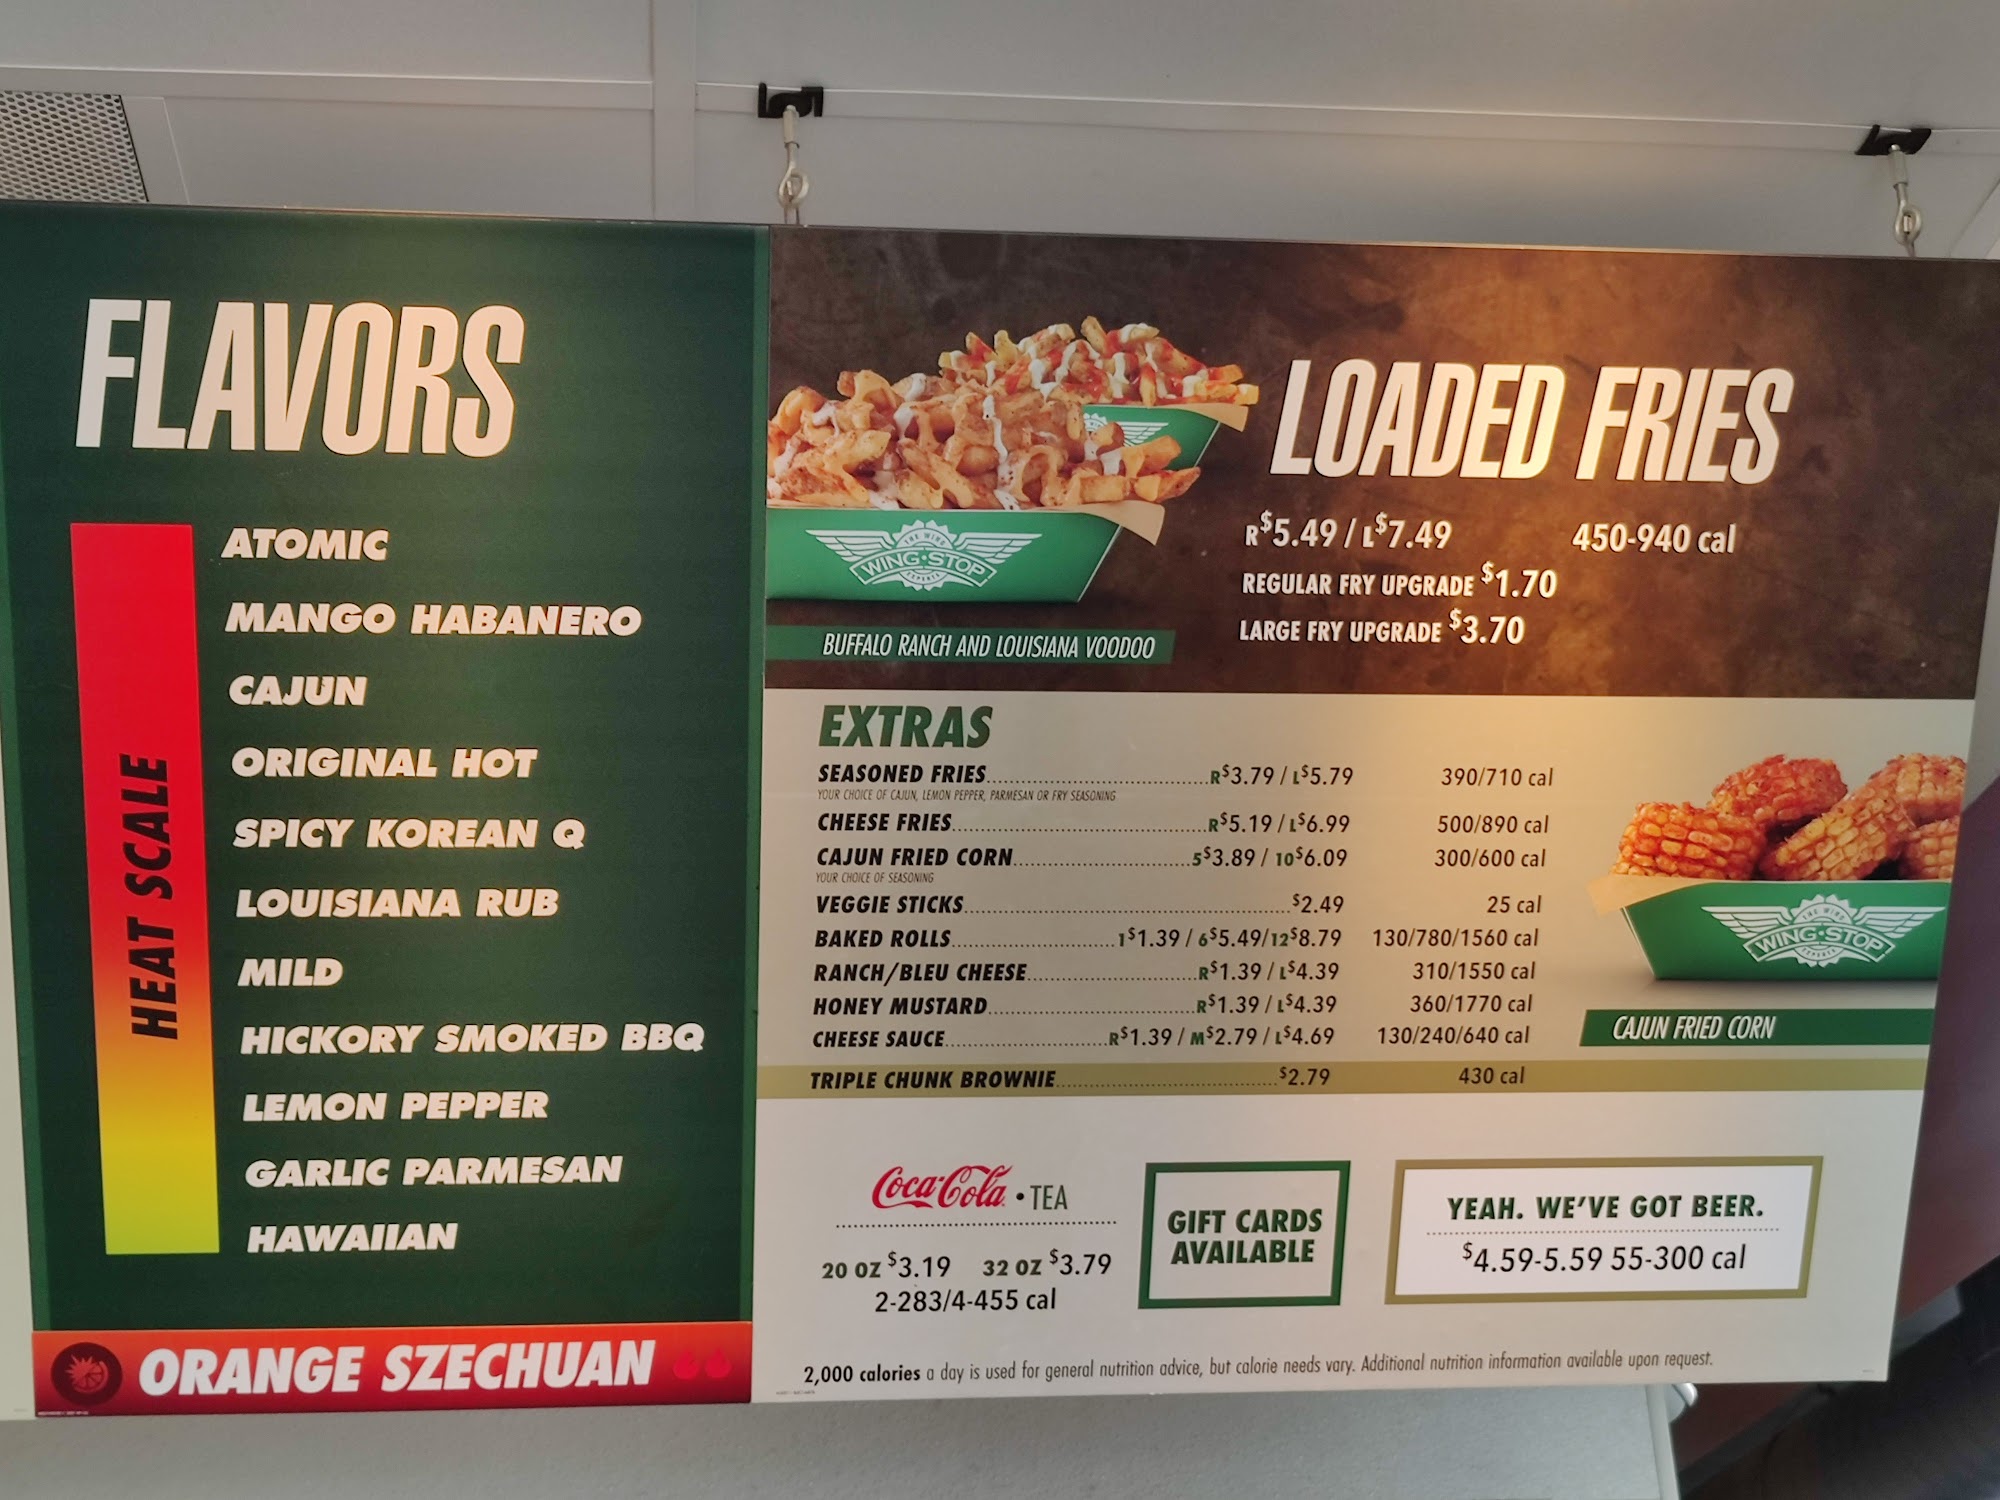 FLAVORS
HEAT SCALE
ATOMIC
MANGO HABANERO
CAJUN
ORIGINAL HOT
SPICY KOREAN Q
LOUISIANA RUB
MILD
HICKORY SMOKED BBQ
LEMON PEPPER
GARLIC PARMESAN
HAWAIIAN
ORANGE SZECHUAN
THE WING
WING·STOP
EXPERTS
BUFFALO RANCH AND LOUISIANA VOODOO
LOADED FRIES
R$5.49 / L$7.49 450-940 cal
REGULAR FRY UPGRADE $1.70
LARGE FRY UPGRADE $3.70
EXTRAS
SEASONED FRIES R$3.79 / L$5.79 390/710 cal
YOUR CHOICE OF CAJUN, LEMON PEPPER, PARMESAN OR FRY SEASONING
CHEESE FRIES R$5.19 / L$6.99 500/890 cal
CAJUN FRIED CORN 5$3.89 / 10$6.09 300/600 cal
YOUR CHOICE OF SEASONING
VEGGIE STICKS $2.49 25 cal
BAKED ROLLS 1$1.39 / 6$5.49/12$8.79 130/780/1560 cal
RANCH/BLEU CHEESE R$1.39 / L$4.39 310/1550 cal
HONEY MUSTARD R$1.39 / L$4.39 360/1770 cal
CHEESE SAUCE R$1.39 / M$2.79 / L$4.69 130/240/640 cal
TRIPLE CHUNK BROWNIE $2.79 430 cal
THE WING
WING·STOP
EXPERTS
CAJUN FRIED CORN
Coca-Cola • TEA
20 OZ $3.19 32 OZ $3.79
2-283/4-455 cal
GIFT CARDS
AVAILABLE
YEAH. WE'VE GOT BEER.
$4.59-5.59 55-300 cal
2,000 calories a day is used for general nutrition advice, but calorie needs vary. Additional nutrition information available upon request.